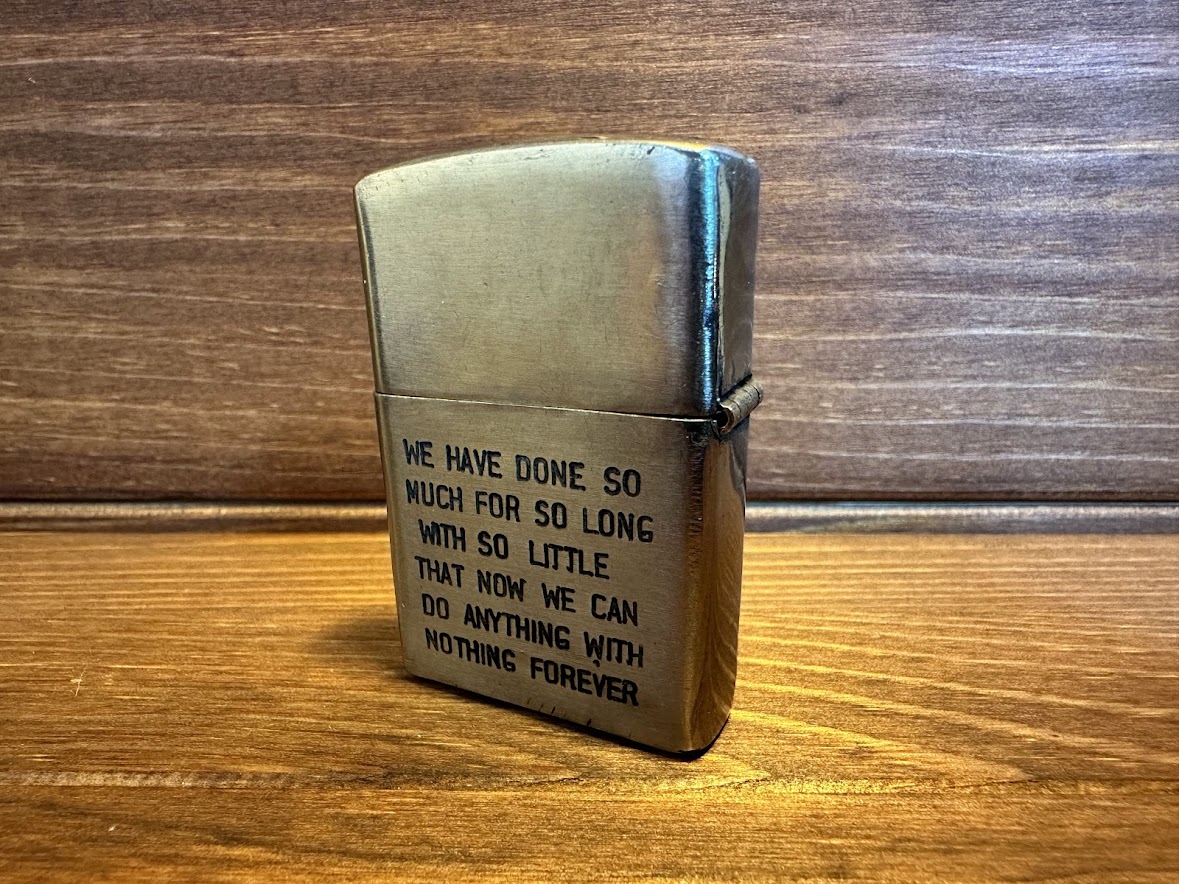 WE HAVE DONE SO
MUCH FOR SO LONG
WITH SO LITTLE
THAT NOW WE CAN
DO ANYTHING WITH
NOTHING FOREVER